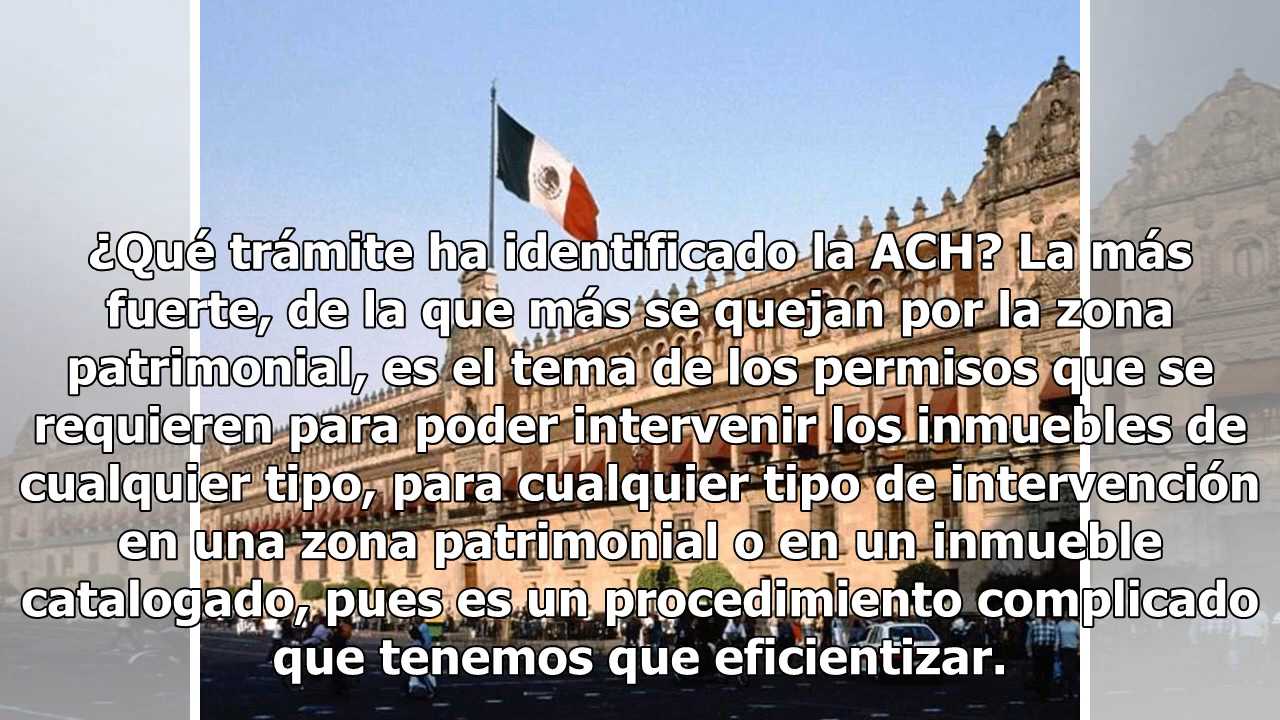 ¿Qué trámite ha identificado la ACH? La más
fuerte, de la que más se quejan por la zona
patrimonial, es el tema de los permisos que se
requieren para poder intervenir los inmuebles de
cualquier tipo, para cualquier tipo de intervención
en una zona patrimonial o en un inmueble
catalogado, pues es un procedimiento complicado
que tenemos que eficientizar.